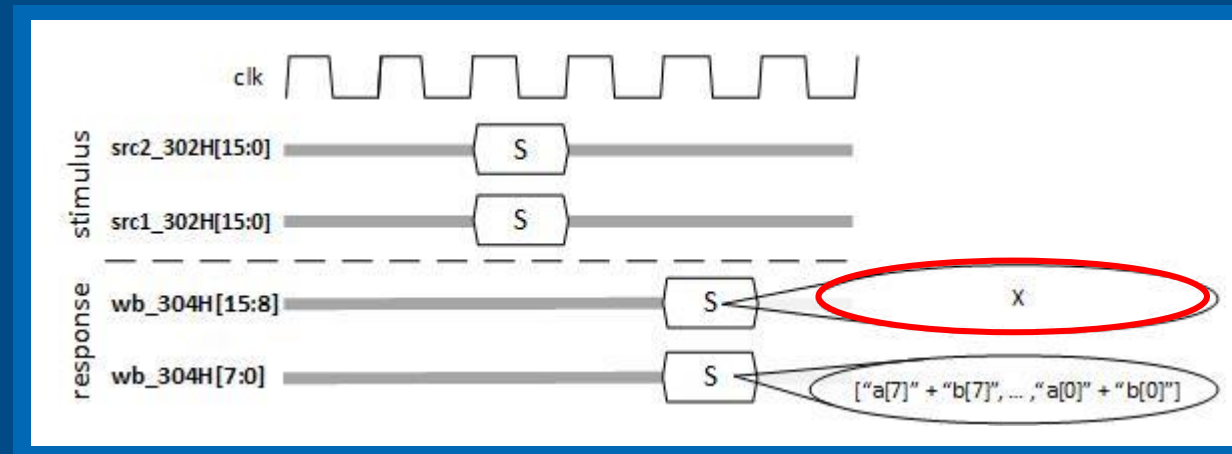 clk
stimulus
src2_302H[15:0] S
src1_302H[15:0] S
response
wb_304H[15:8] S X
wb_304H[7:0] S ["a[7]" + "b[7]", ... ,"a[0]" + "b[0]"]